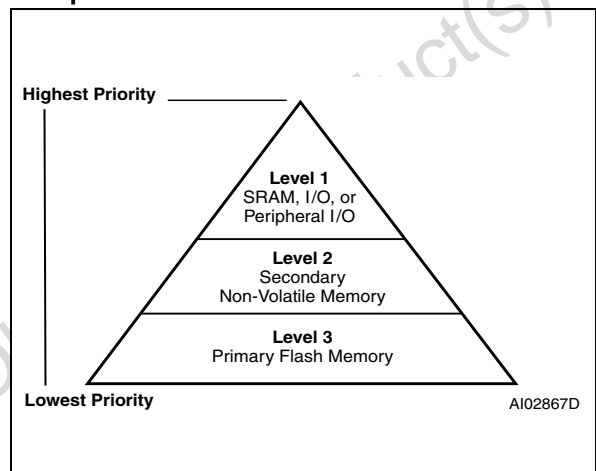 Highest Priority
Level 1
SRAM, I/O, or
Peripheral I/O
Level 2
Secondary
Non-Volatile Memory
Level 3
Primary Flash Memory
Lowest Priority
AI02867D